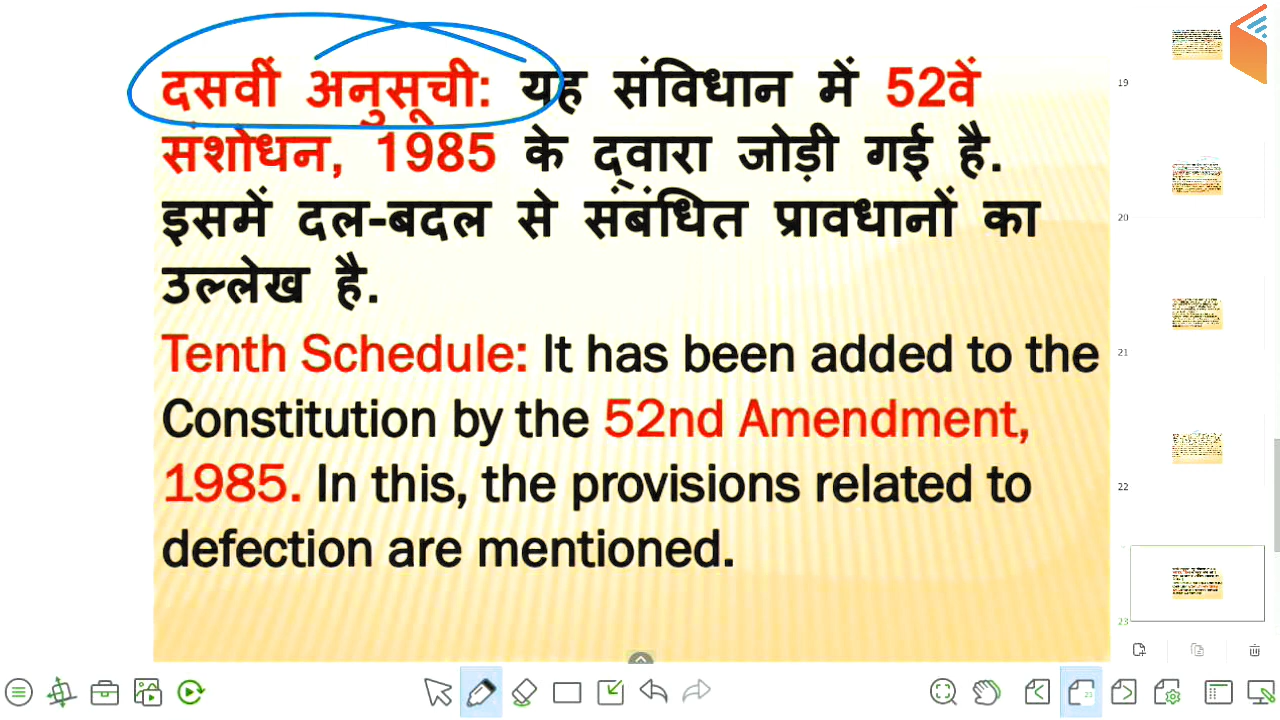 दसवीं अनुसूची: यह संविधान में 52वें
संशोधन, 1985 के द्वारा जोड़ी गई है.
इसमें दल-बदल से संबंधित प्रावधानों का
उल्लेख है.
Tenth Schedule: It has been added to the
Constitution by the 52nd Amendment,
1985. In this, the provisions related to
defection are mentioned.
19
20
21
22
23
23